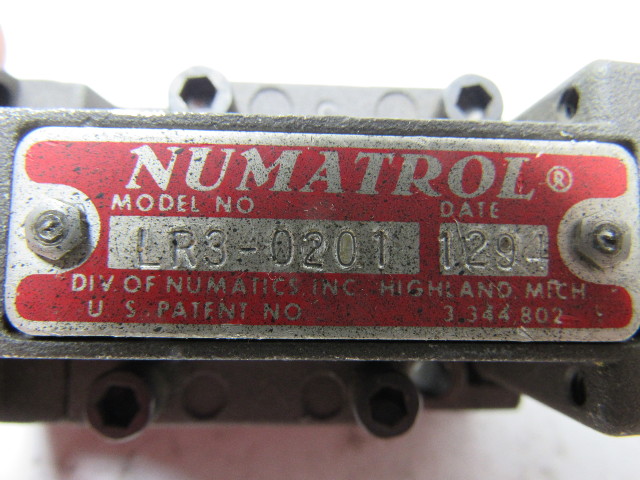 NUMATROL®
MODEL NO DATE
LR3-0201 1294
DIV. OF NUMATICS INC. HIGHLAND, MICH
U. S. PATENT NO 3,344,802